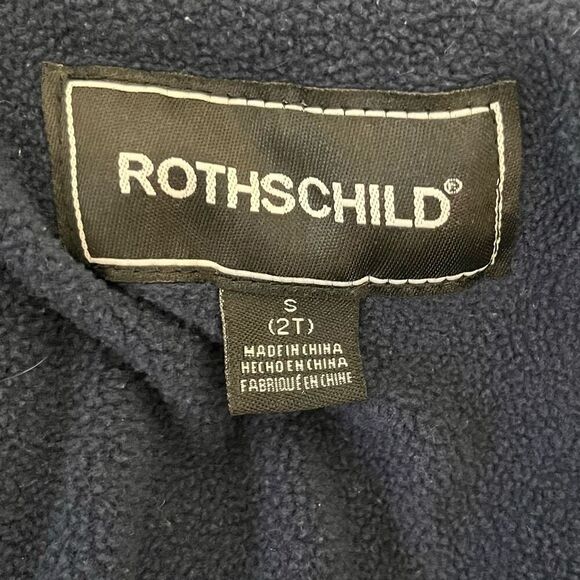 ROTHSCHILD®
S
(2T)
MADE IN CHINA
HECHO EN CHINA
FABRIQUÉ EN CHINE